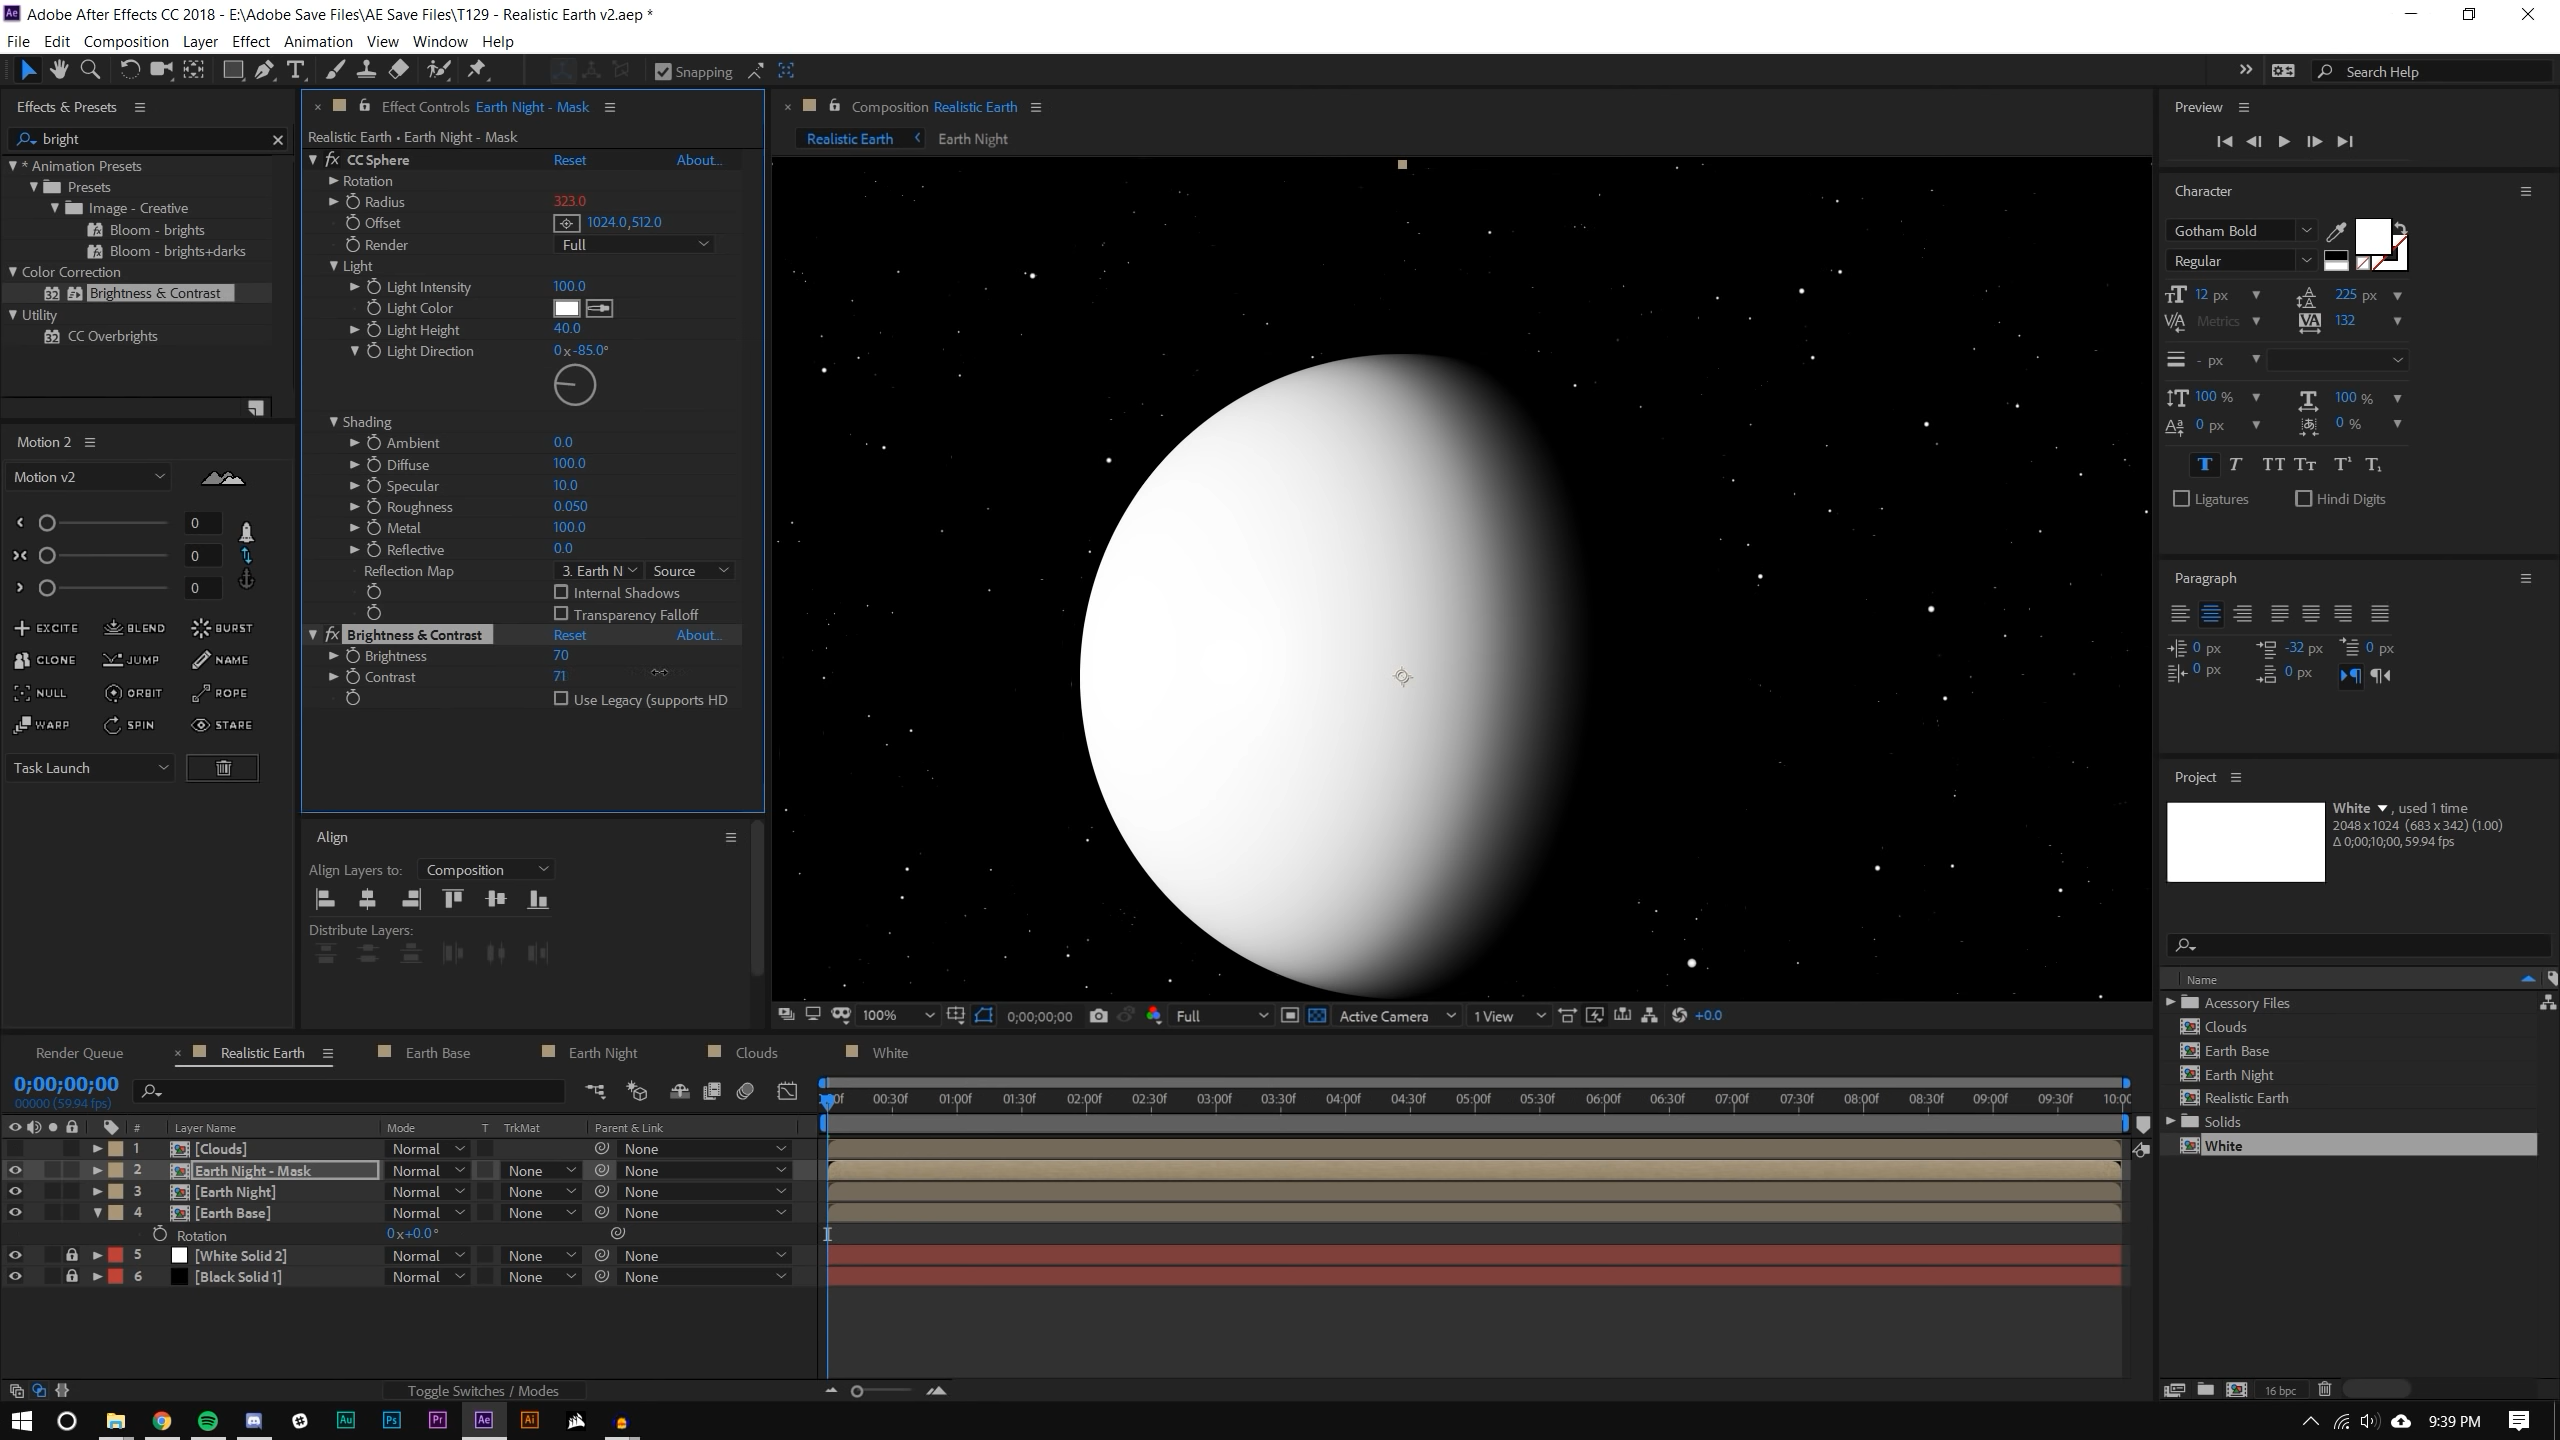 Adobe After Effects CC 2018 - E:\Adobe Save Files\AE Save Files\T129 - Realistic Earth v2.aep *
File Edit Composition Layer Effect Animation View Window Help
Snapping
Search Help
Effects & Presets
bright
* Animation Presets
Presets
Image - Creative
Bloom - brights
Bloom - brights+darks
Color Correction
32 Brightness & Contrast
Utility
32 CC Overbrights
Motion 2
Motion v2
0
0
0
EXCITE BLEND BURST
CLONE JUMP NAME
NULL ORBIT ROPE
WARP SPIN STARE
Task Launch
Effect Controls Earth Night - Mask
Realistic Earth • Earth Night - Mask
fx CC Sphere Reset About...
Rotation
Radius 323.0
Offset 1024.0,512.0
Render Full
Light
Light Intensity 100.0
Light Color
Light Height 40.0
Light Direction 0x-85.0°
Shading
Ambient 0.0
Diffuse 100.0
Specular 10.0
Roughness 0.050
Metal 100.0
Reflective 0.0
Reflection Map 3. Earth N Source
Internal Shadows
Transparency Falloff
fx Brightness & Contrast Reset About...
Brightness 70
Contrast 71
Use Legacy (supports HD
Align
Align Layers to: Composition
Distribute Layers:
Composition Realistic Earth
Realistic Earth Earth Night
100% 0;00;00;00 Full Active Camera 1 View +0.0
Preview
Character
Gotham Bold
Regular
12 px 225 px
Metrics 132
- px
100 % 100 %
0 px 0 %
T T TT Tт T¹ T₁
Ligatures Hindi Digits
Paragraph
0 px -32 px 0 px
0 px 0 px
Project
White , used 1 time
2048 x 1024 (683 x 342) (1.00)
Δ 0;00;10;00, 59.94 fps
Name
Acessory Files
Clouds
Earth Base
Earth Night
Realistic Earth
Solids
White
16 bpc
Render Queue Realistic Earth Earth Base Earth Night Clouds White
0;00;00;00
00000 (59.94 fps)
00:30f 01:00f 01:30f 02:00f 02:30f 03:00f 03:30f 04:00f 04:30f 05:00f 05:30f 06:00f 06:30f 07:00f 07:30f 08:00f 08:30f 09:00f 09:30f 10:00
# Layer Name Mode T TrkMat Parent & Link
1 [Clouds] Normal None
2 Earth Night - Mask Normal None None
3 [Earth Night] Normal None None
4 [Earth Base] Normal None None
Rotation 0x+0.0°
5 [White Solid 2] Normal None None
6 [Black Solid 1] Normal None None
Toggle Switches / Modes
Au Ps Pr Ae Ai
9:39 PM